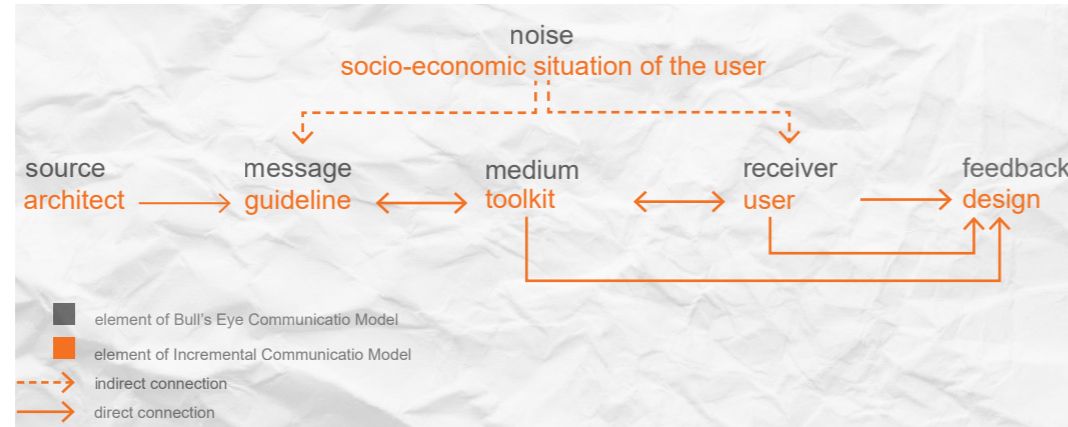 noise
socio-economic situation of the user
source
architect
message
guideline
medium
toolkit
receiver
user
feedback
design
element of Bull's Eye Communicatio Model
element of Incremental Communicatio Model
indirect connection
direct connection